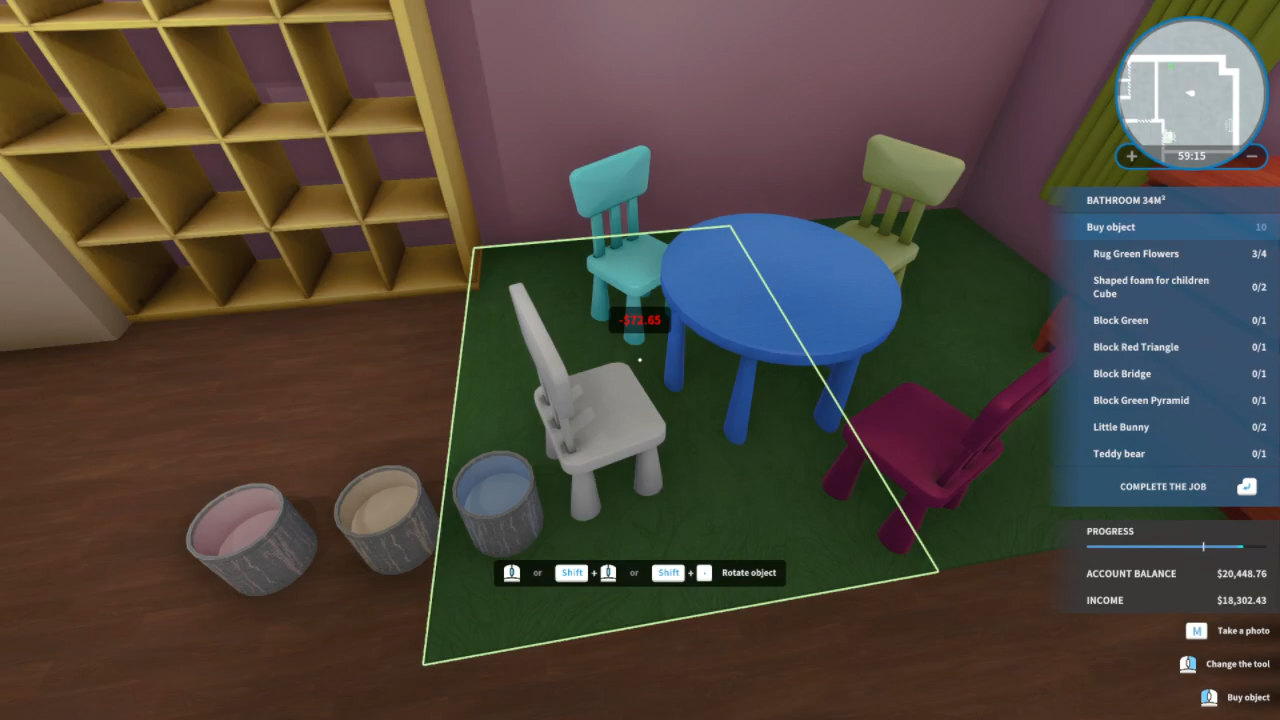 59:15
BATHROOM 34M³
Buy object 10
Rug Green Flowers 3/4
Shaped foam for children
Cube 0/2
Block Green 0/1
Block Red Triangle 0/1
Block Bridge 0/1
Block Green Pyramid 0/1
Little Bunny 0/2
Teddy bear 0/1
COMPLETE THE JOB
-$72.65
or Shift + or Shift + · Rotate object
PROGRESS
ACCOUNT BALANCE $20,448.76
INCOME $18,302.43
M Take a photo
Change the tool
Buy object